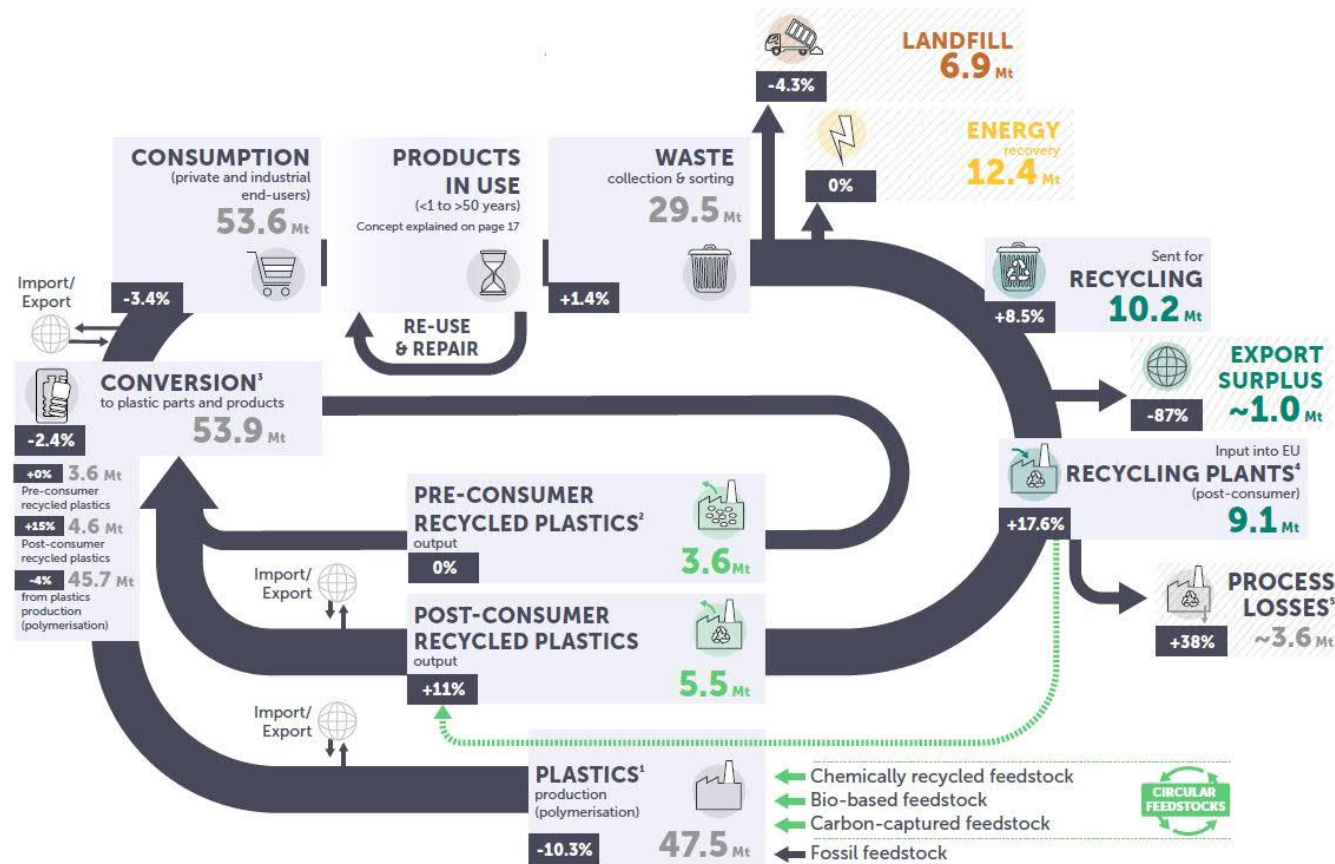 LANDFILL
6.9 Mt
-4.3%
ENERGY
recovery
12.4 Mt
0%
CONSUMPTION
(private and industrial
end-users)
53.6 Mt
-3.4%
PRODUCTS
IN USE
(<1 to >50 years)
Concept explained on page 17
RE-USE
& REPAIR
WASTE
collection & sorting
29.5 Mt
+1.4%
Sent for
RECYCLING
10.2 Mt
+8.5%
Import/
Export
EXPORT
SURPLUS
~1.0 Mt
-87%
CONVERSION³
to plastic parts and products
53.9 Mt
-2.4%
+0% 3.6 Mt
Pre-consumer
recycled plastics
+15% 4.6 Mt
Post-consumer
recycled plastics
-4% 45.7 Mt
from plastics
production
(polymerisation)
Input into EU
RECYCLING PLANTS⁴
(post-consumer)
9.1 Mt
+17.6%
PRE-CONSUMER
RECYCLED PLASTICS²
output
0%
3.6 Mt
Import/
Export
PROCESS
LOSSES⁵
~3.6 Mt
+38%
POST-CONSUMER
RECYCLED PLASTICS
output
+11%
5.5 Mt
Import/
Export
PLASTICS¹
production
(polymerisation)
-10.3%
47.5 Mt
Chemically recycled feedstock
Bio-based feedstock
Carbon-captured feedstock
Fossil feedstock
CIRCULAR
FEEDSTOCKS